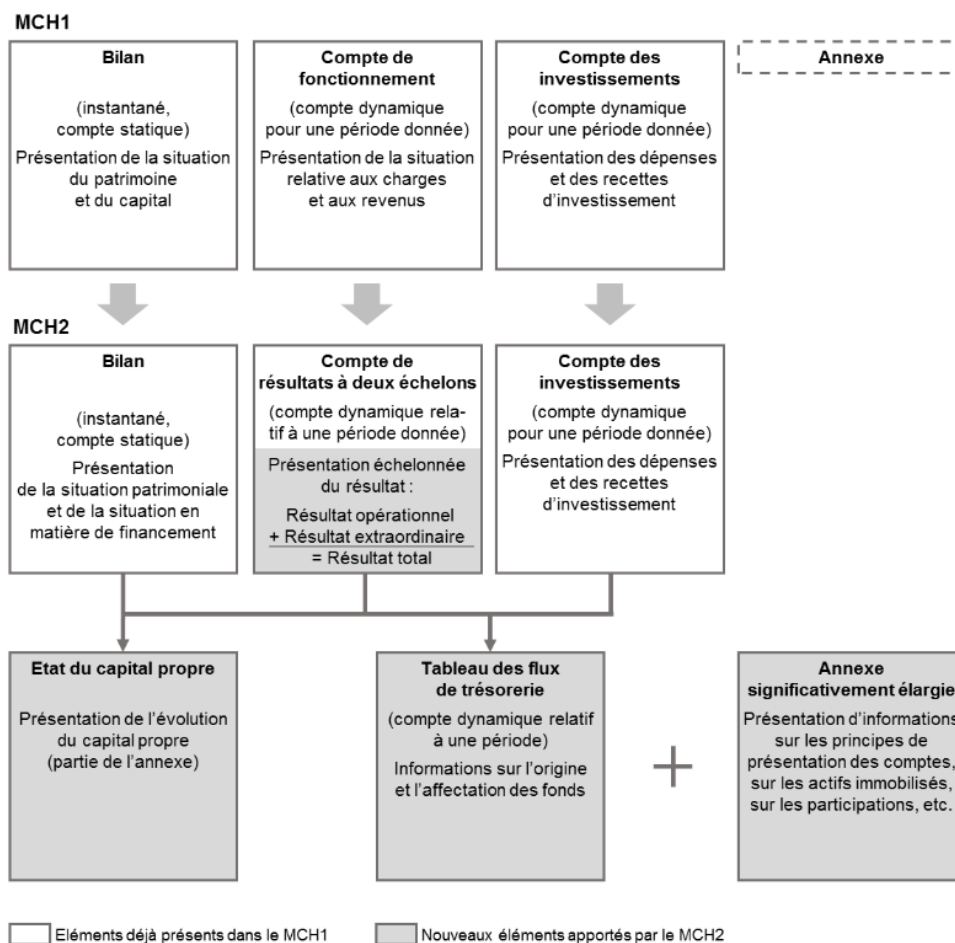 MCH1
Bilan
(instantané,
compte statique)
Présentation de la situation
du patrimoine
et du capital
Compte de
fonctionnement
(compte dynamique
pour une période donnée)
Présentation de la situation
relative aux charges
et aux revenus
Compte des
investissements
(compte dynamique
pour une période donnée)
Présentation des dépenses
et des recettes
d'investissement
Annexe
MCH2
Bilan
(instantané,
compte statique)
Présentation
de la situation patrimoniale
et de la situation en
matière de financement
Compte de
résultats à deux échelons
(compte dynamique rela-
tif à une période donnée)
Présentation échelonnée
du résultat :
Résultat opérationnel
+ Résultat extraordinaire
= Résultat total
Compte des
investissements
(compte dynamique
pour une période donnée)
Présentation des dépenses
et des recettes
d'investissement
Etat du capital propre
Présentation de l'évolution
du capital propre
(partie de l'annexe)
Tableau des flux
de trésorerie
(compte dynamique relatif
à une période)
Informations sur l'origine
et l'affectation des fonds
+
Annexe
significativement élargie
Présentation d'informations
sur les principes de
présentation des comptes,
sur les actifs immobilisés,
sur les participations, etc.
Eléments déjà présents dans le MCH1
Nouveaux éléments apportés par le MCH2